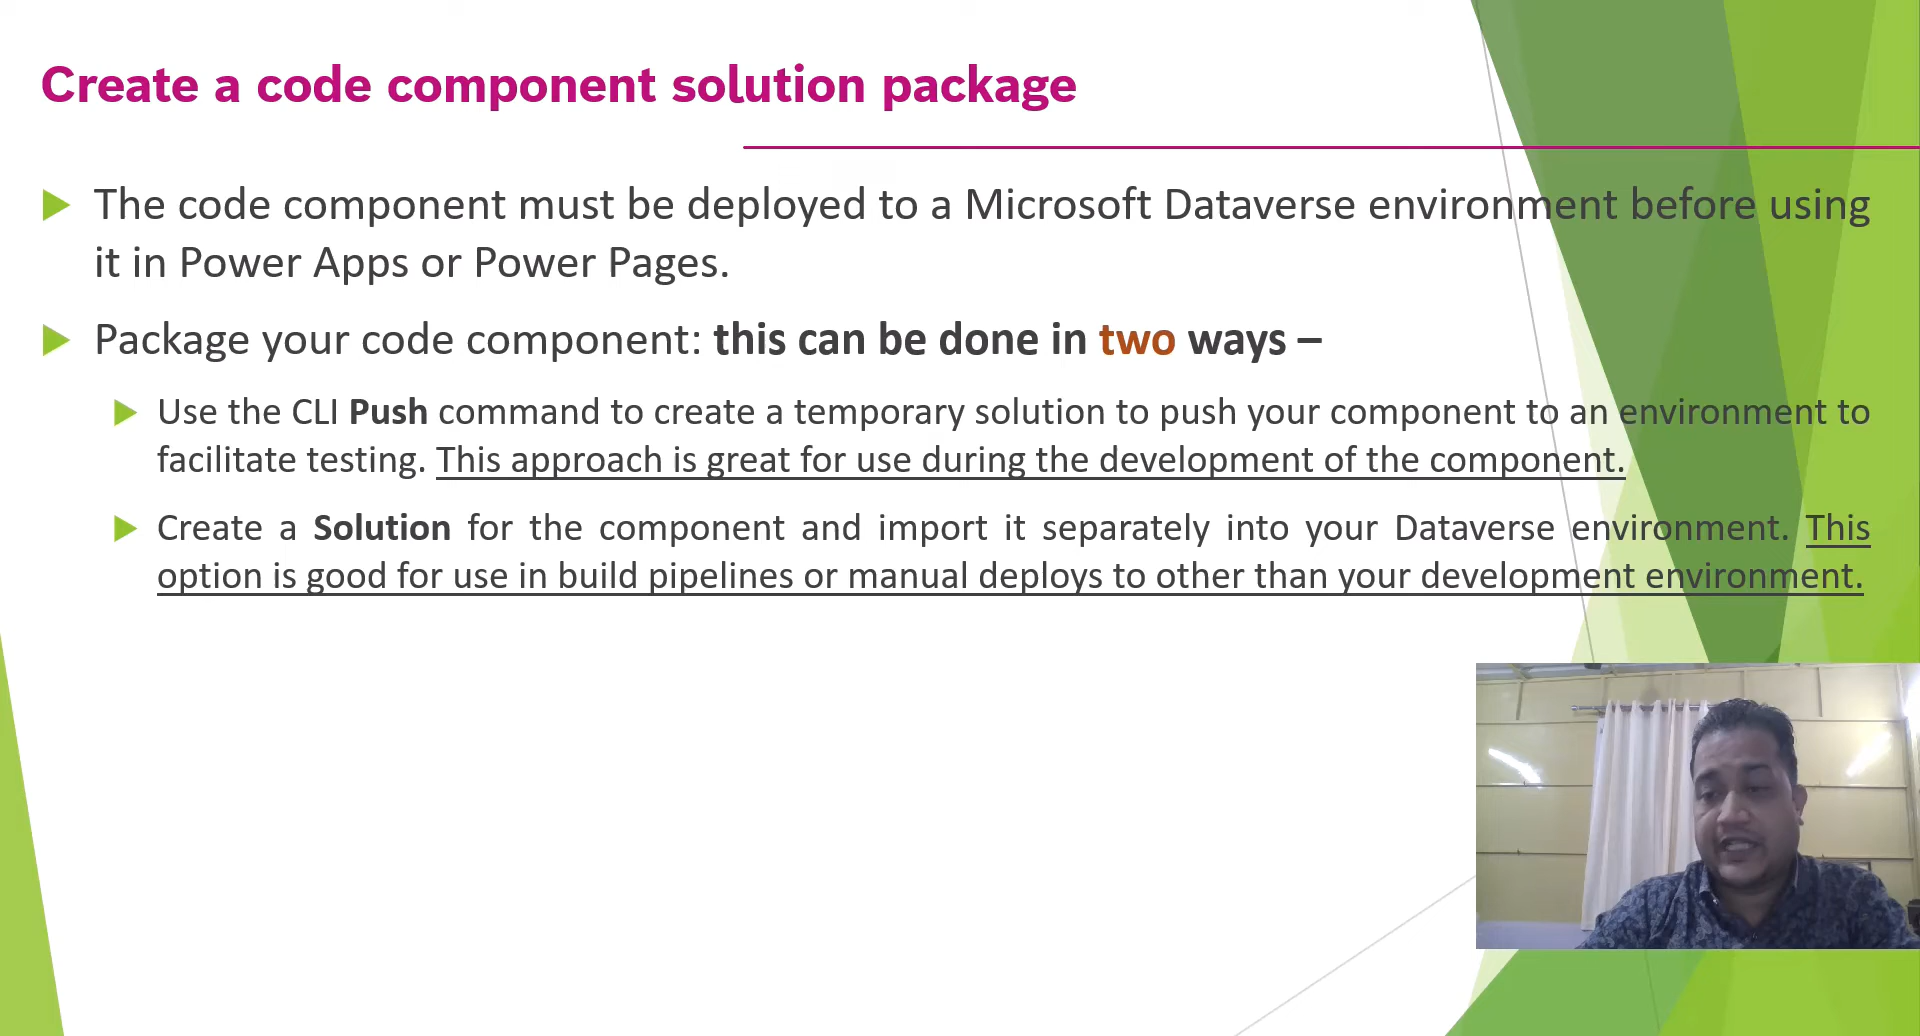 Create a code component solution package
The code component must be deployed to a Microsoft Dataverse environment before using
it in Power Apps or Power Pages.
Package your code component: this can be done in two ways –
Use the CLI Push command to create a temporary solution to push your component to an environment to
facilitate testing. This approach is great for use during the development of the component.
Create a Solution for the component and import it separately into your Dataverse environment. This
option is good for use in build pipelines or manual deploys to other than your development environment.